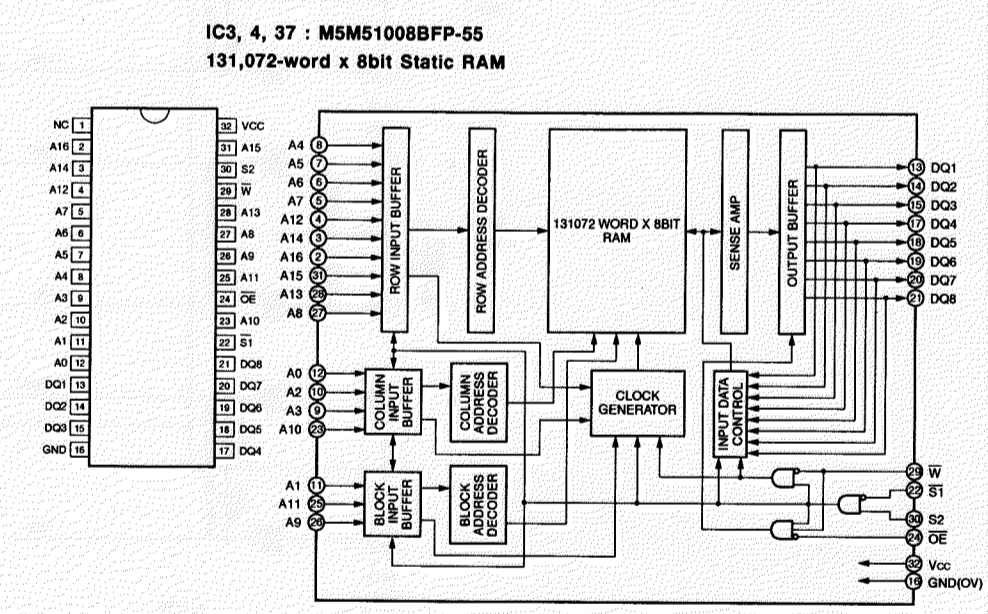 IC3, 4, 37 : M5M51008BFP-55
131,072-word x 8bit Static RAM
NC 1
A16 2
A14 3
A12 4
A7 5
A6 6
A5 7
A4 8
A3 9
A2 10
A1 11
A0 12
DQ1 13
DQ2 14
DQ3 15
GND 16
32 VCC
31 A15
30 S2
29 W̅
28 A13
27 A8
26 A9
25 A11
24 O̅E̅
23 A10
22 S̅1̅
21 DQ8
20 DQ7
19 DQ6
18 DQ5
17 DQ4
A4 8
A5 7
A6 6
A7 5
A12 4
A14 3
A16 2
A15 31
A13 28
A8 27
A0 12
A2 10
A3 9
A10 23
A1 11
A11 25
A9 26
ROW INPUT BUFFER
ROW ADDRESS DECODER
131072 WORD X 8BIT
RAM
SENSE AMP
OUTPUT BUFFER
COLUMN
INPUT
BUFFER
COLUMN
ADDRESS
DECODER
CLOCK
GENERATOR
INPUT DATA
CONTROL
BLOCK
INPUT
BUFFER
BLOCK
ADDRESS
DECODER
13 DQ1
14 DQ2
15 DQ3
17 DQ4
18 DQ5
19 DQ6
20 DQ7
21 DQ8
29 W̅
22 S̅1̅
30 S2
24 O̅E̅
32 Vcc
16 GND(OV)